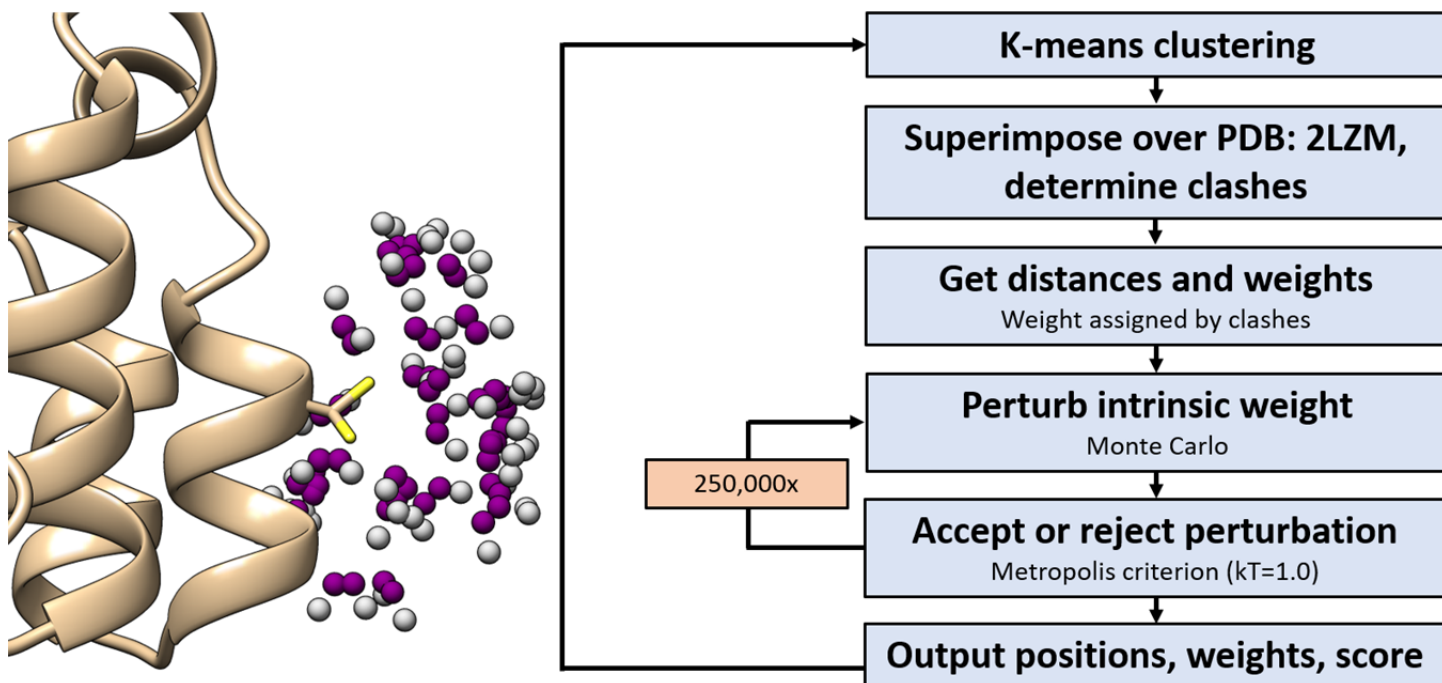 K-means clustering
Superimpose over PDB: 2LZM,
determine clashes
Get distances and weights
Weight assigned by clashes
Perturb intrinsic weight
Monte Carlo
250,000x
Accept or reject perturbation
Metropolis criterion (kT=1.0)
Output positions, weights, score